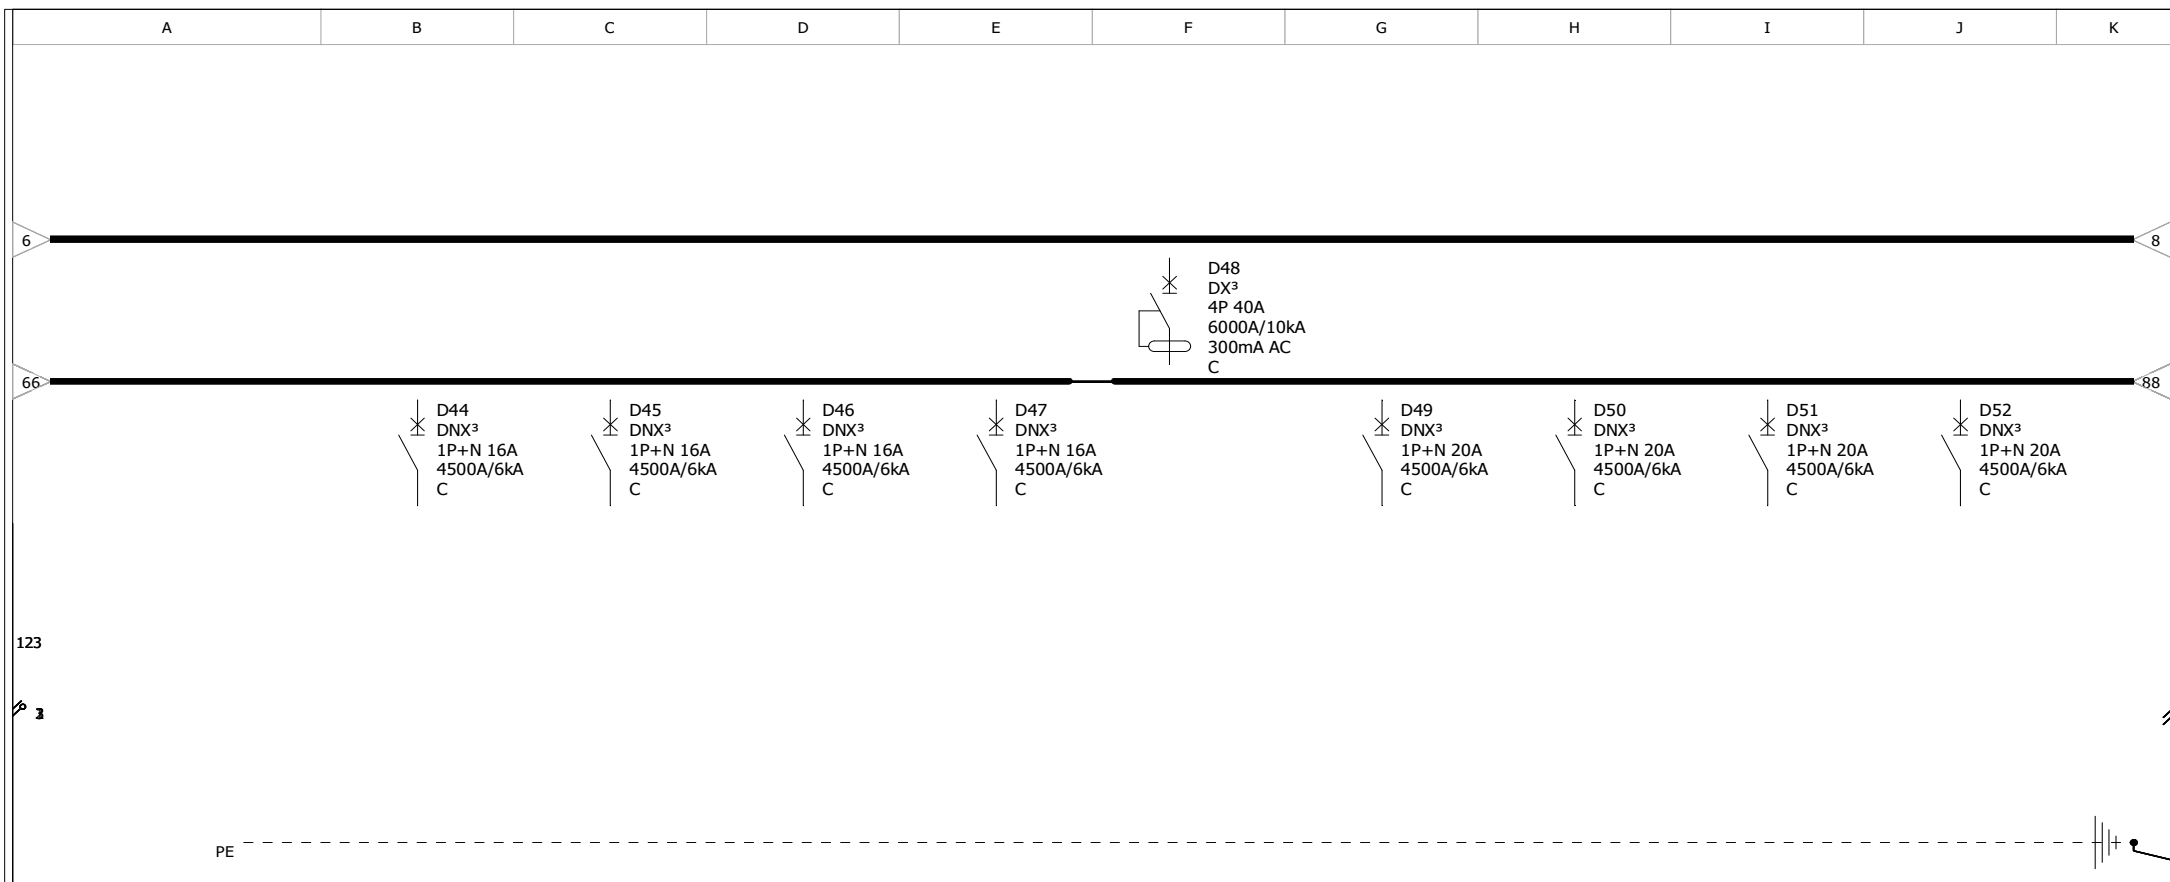 A B C D E F G H I J K
6 8
D48
DX³
4P 40A
6000A/10kA
300mA AC
C
66 88
D44
DNX³
1P+N 16A
4500A/6kA
C
D45
DNX³
1P+N 16A
4500A/6kA
C
D46
DNX³
1P+N 16A
4500A/6kA
C
D47
DNX³
1P+N 16A
4500A/6kA
C
D49
DNX³
1P+N 20A
4500A/6kA
C
D50
DNX³
1P+N 20A
4500A/6kA
C
D51
DNX³
1P+N 20A
4500A/6kA
C
D52
DNX³
1P+N 20A
4500A/6kA
C
123
PE